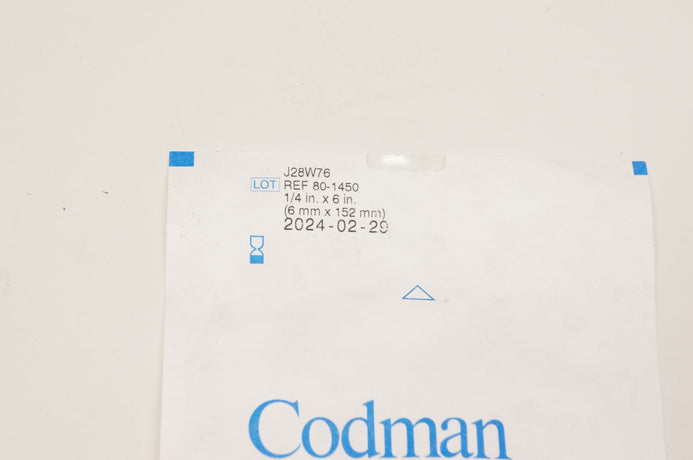 J28W76
LOT REF 80-1450
1/4 in. x 6 in.
(6 mm x 152 mm)
2024-02-29
Codman